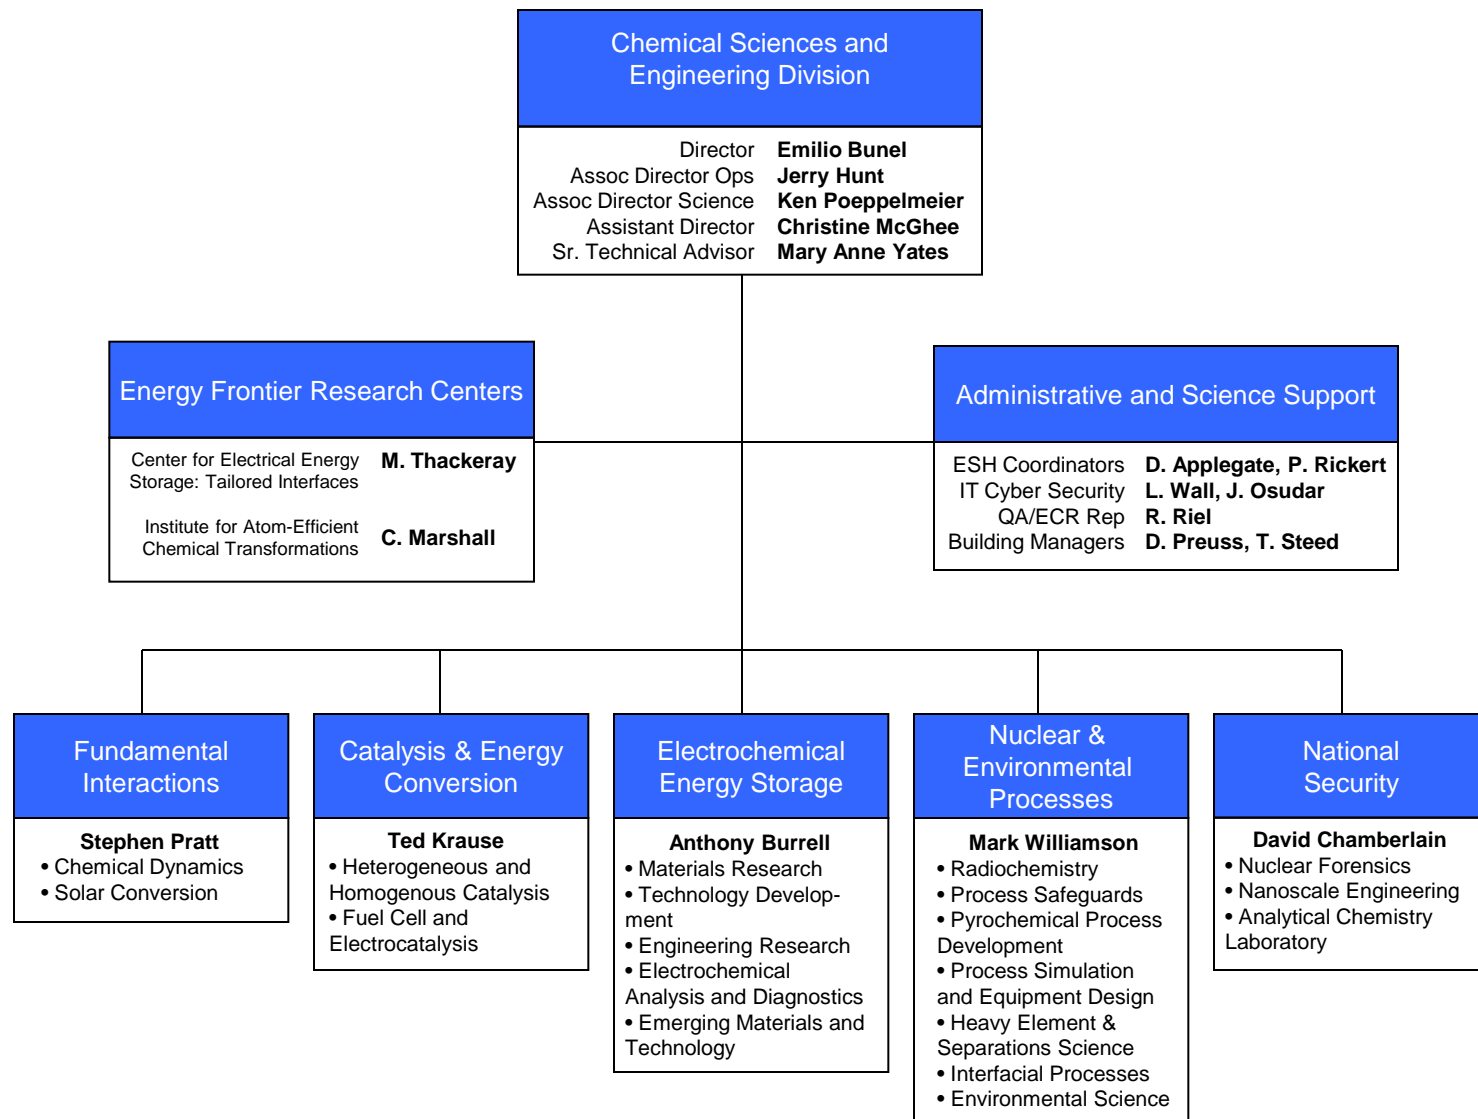 Chemical Sciences and
Engineering Division
Director Emilio Bunel
Assoc Director Ops Jerry Hunt
Assoc Director Science Ken Poeppelmeier
Assistant Director Christine McGhee
Sr. Technical Advisor Mary Anne Yates
Energy Frontier Research Centers
Center for Electrical Energy M. Thackeray
Storage: Tailored Interfaces
Institute for Atom-Efficient
Chemical Transformations C. Marshall
Administrative and Science Support
ESH Coordinators D. Applegate, P. Rickert
IT Cyber Security L. Wall, J. Osudar
QA/ECR Rep R. Riel
Building Managers D. Preuss, T. Steed
Fundamental
Interactions
Stephen Pratt
• Chemical Dynamics
• Solar Conversion
Catalysis & Energy
Conversion
Ted Krause
• Heterogeneous and
Homogenous Catalysis
• Fuel Cell and
Electrocatalysis
Electrochemical
Energy Storage
Anthony Burrell
• Materials Research
• Technology Develop-
ment
• Engineering Research
• Electrochemical
Analysis and Diagnostics
• Emerging Materials and
Technology
Nuclear &
Environmental
Processes
Mark Williamson
• Radiochemistry
• Process Safeguards
• Pyrochemical Process
Development
• Process Simulation
and Equipment Design
• Heavy Element &
Separations Science
• Interfacial Processes
• Environmental Science
National
Security
David Chamberlain
• Nuclear Forensics
• Nanoscale Engineering
• Analytical Chemistry
Laboratory